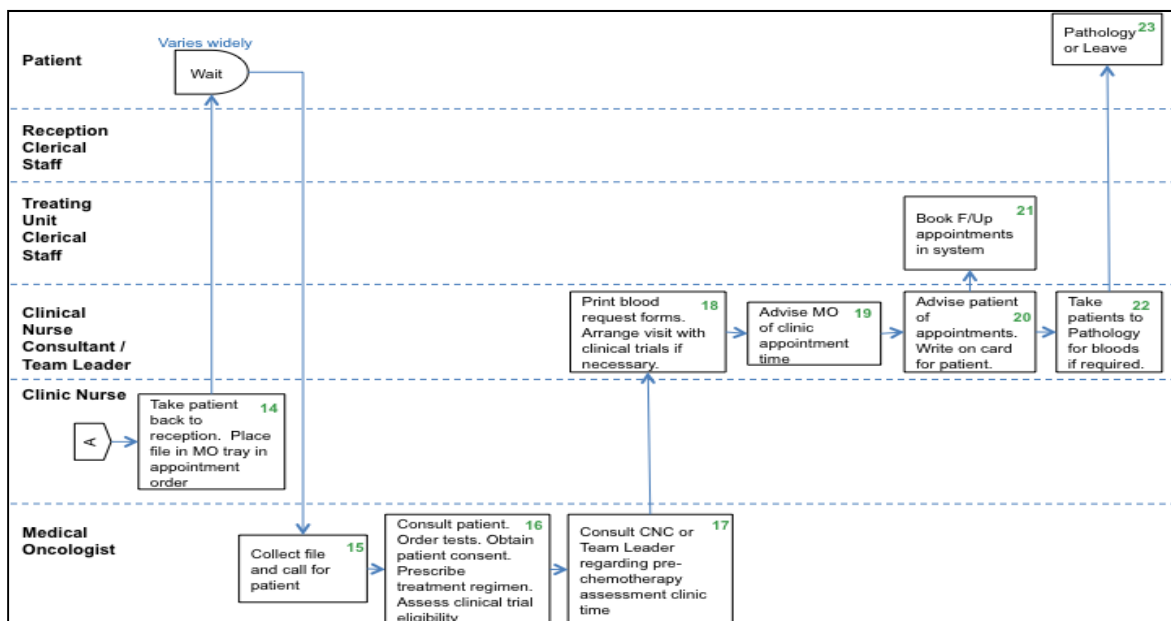 Patient
Varies widely
Wait
Pathology 23
or Leave
Reception
Clerical
Staff
Treating
Unit
Clerical
Staff
Book F/Up 21
appointments
in system
Clinical
Nurse
Consultant /
Team Leader
Print blood
request forms. 18
Arrange visit with
clinical trials if
necessary.
Advise MO 19
of clinic
appointment
time
Advise patient
of 20
appointments.
Write on card
for patient.
Take
patients to 22
Pathology
for bloods
if required.
Clinic Nurse
A
Take patient 14
back to
reception. Place
file in MO tray in
appointment
order
Medical
Oncologist
Collect file 15
and call for
patient
Consult patient. 16
Order tests. Obtain
patient consent.
Prescribe
treatment regimen.
Assess clinical trial
eligibility
Consult CNC or 17
Team Leader
regarding pre-
chemotherapy
assessment clinic
time